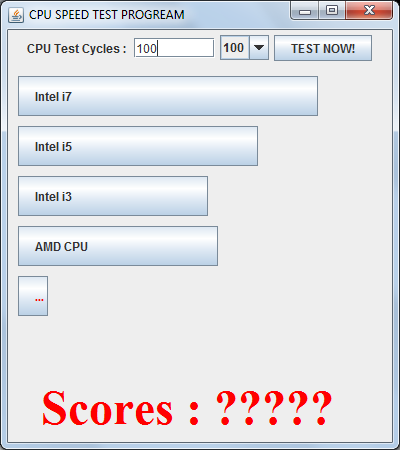 CPU SPEED TEST PROGREAM
CPU Test Cycles : 100 100 TEST NOW!
Intel i7
Intel i5
Intel i3
AMD CPU
...
Scores : ?????